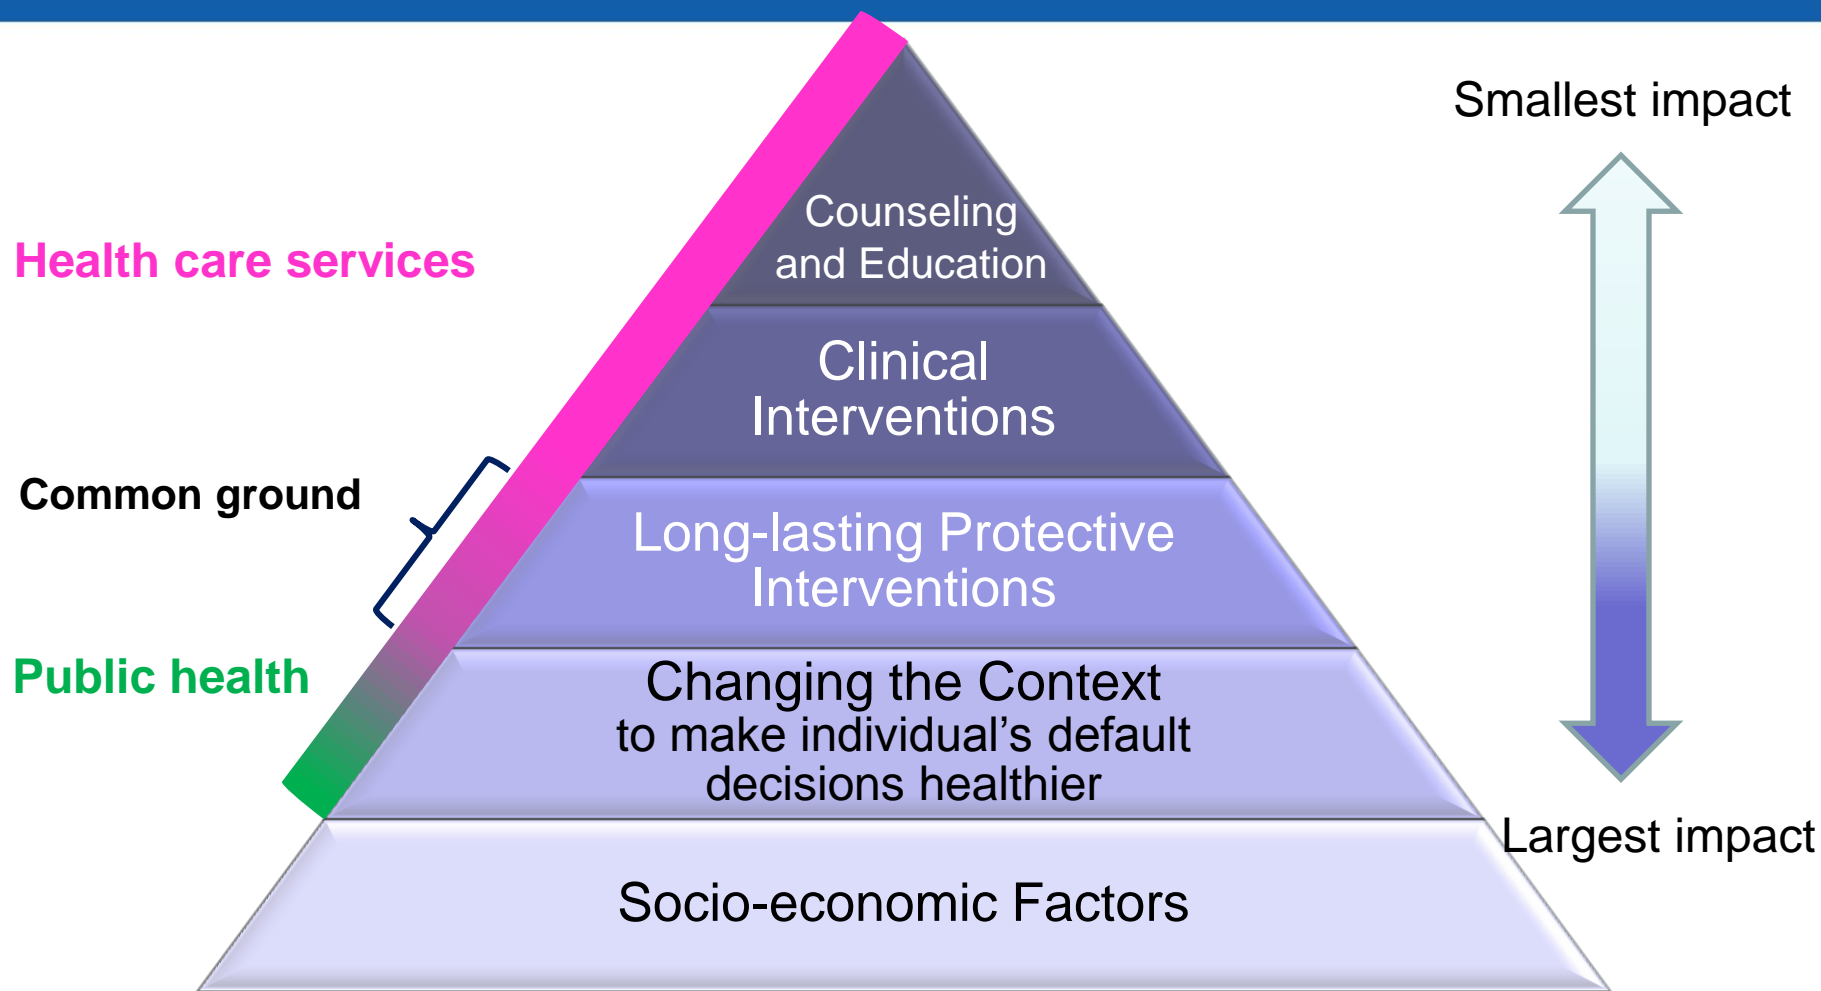 Smallest impact
Counseling
and Education
Health care services
Clinical
Interventions
Common ground
Long-lasting Protective
Interventions
Public health
Changing the Context
to make individual’s default
decisions healthier
Largest impact
Socio-economic Factors